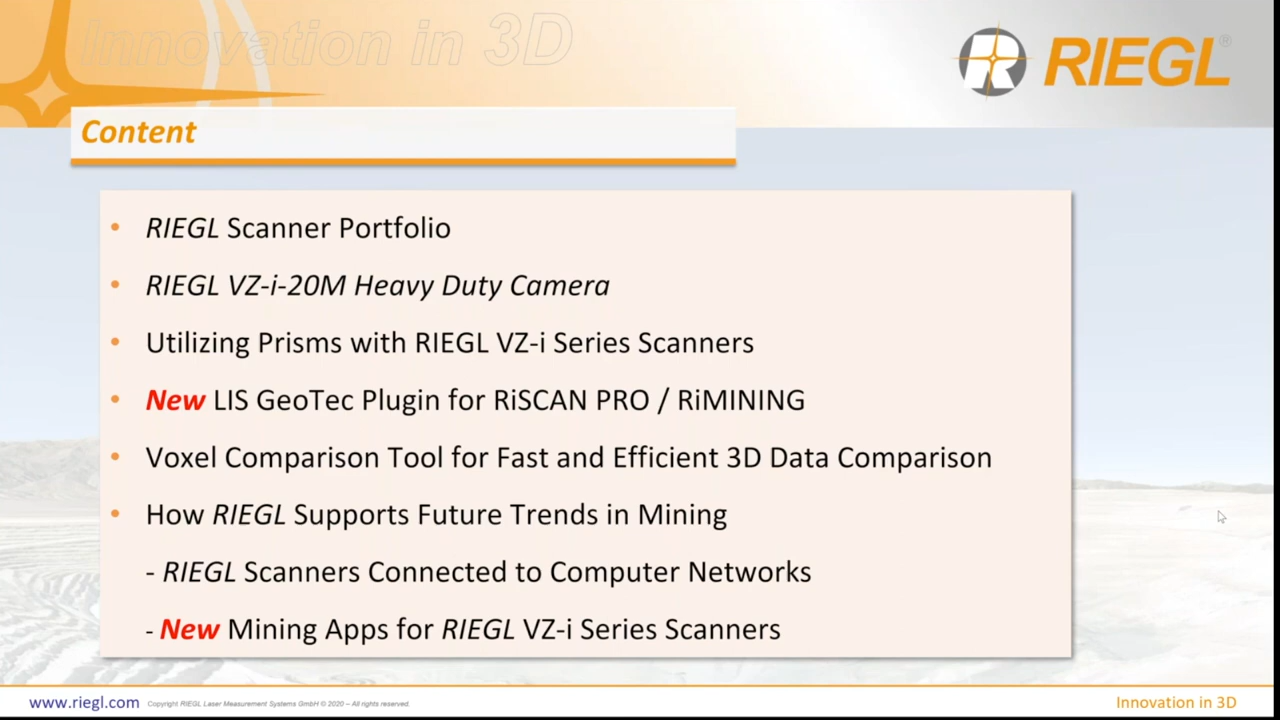 Innovation in 3D
RIEGL®
Content
• RIEGL Scanner Portfolio
• RIEGL VZ-i-20M Heavy Duty Camera
• Utilizing Prisms with RIEGL VZ-i Series Scanners
• New LIS GeoTec Plugin for RiSCAN PRO / RiMINING
• Voxel Comparison Tool for Fast and Efficient 3D Data Comparison
• How RIEGL Supports Future Trends in Mining
- RIEGL Scanners Connected to Computer Networks
- New Mining Apps for RIEGL VZ-i Series Scanners
www.riegl.com Copyright RIEGL Laser Measurement Systems GmbH © 2020 – All rights reserved. Innovation in 3D